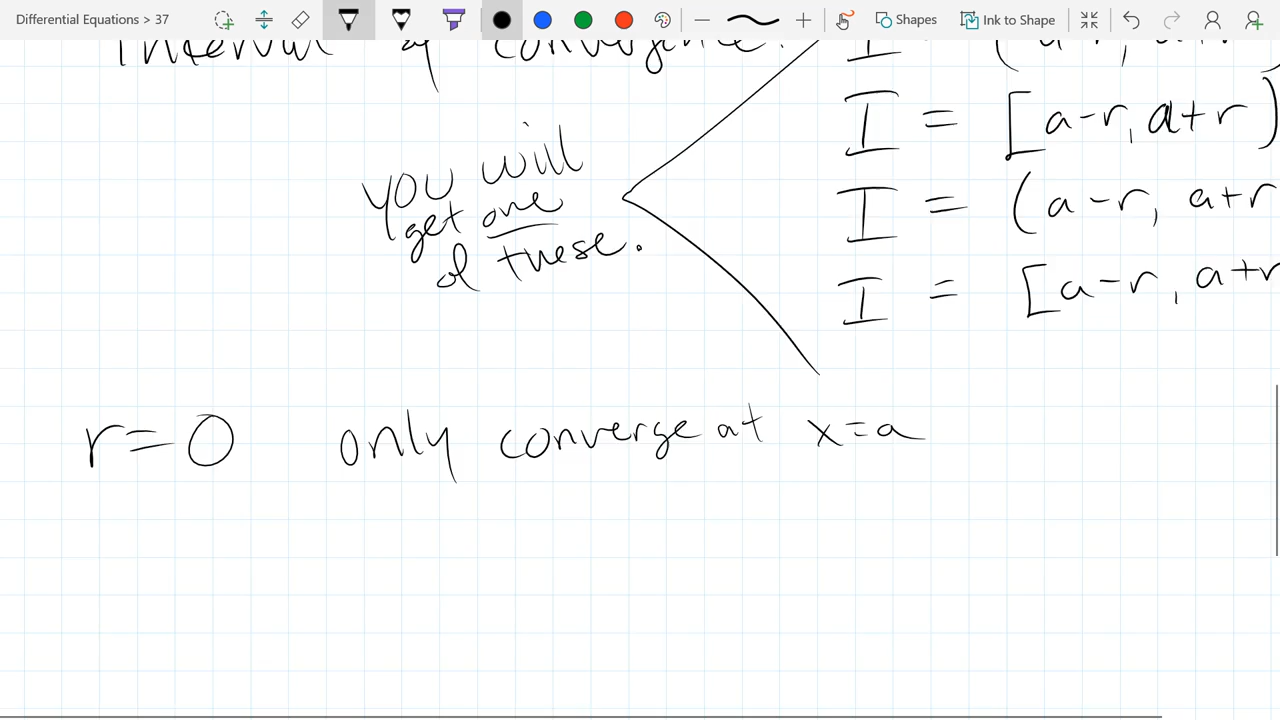 Differential Equations > 37
Shapes
Ink to Shape
Interval of convergence.
I = (a-r, a+r
I = [a-r, a+r)
I = (a-r, a+r
I = [a-r, a+r
you will
get one
of these.
r=0 only converge at x=a